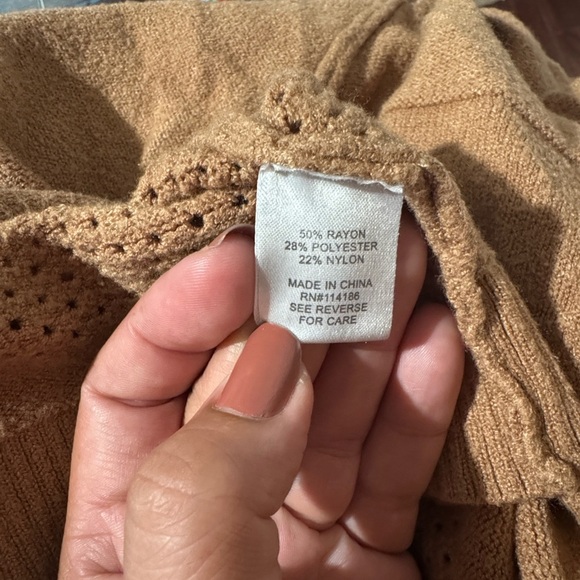 50% RAYON
28% POLYESTER
22% NYLON
MADE IN CHINA
RN#114186
SEE REVERSE
FOR CARE